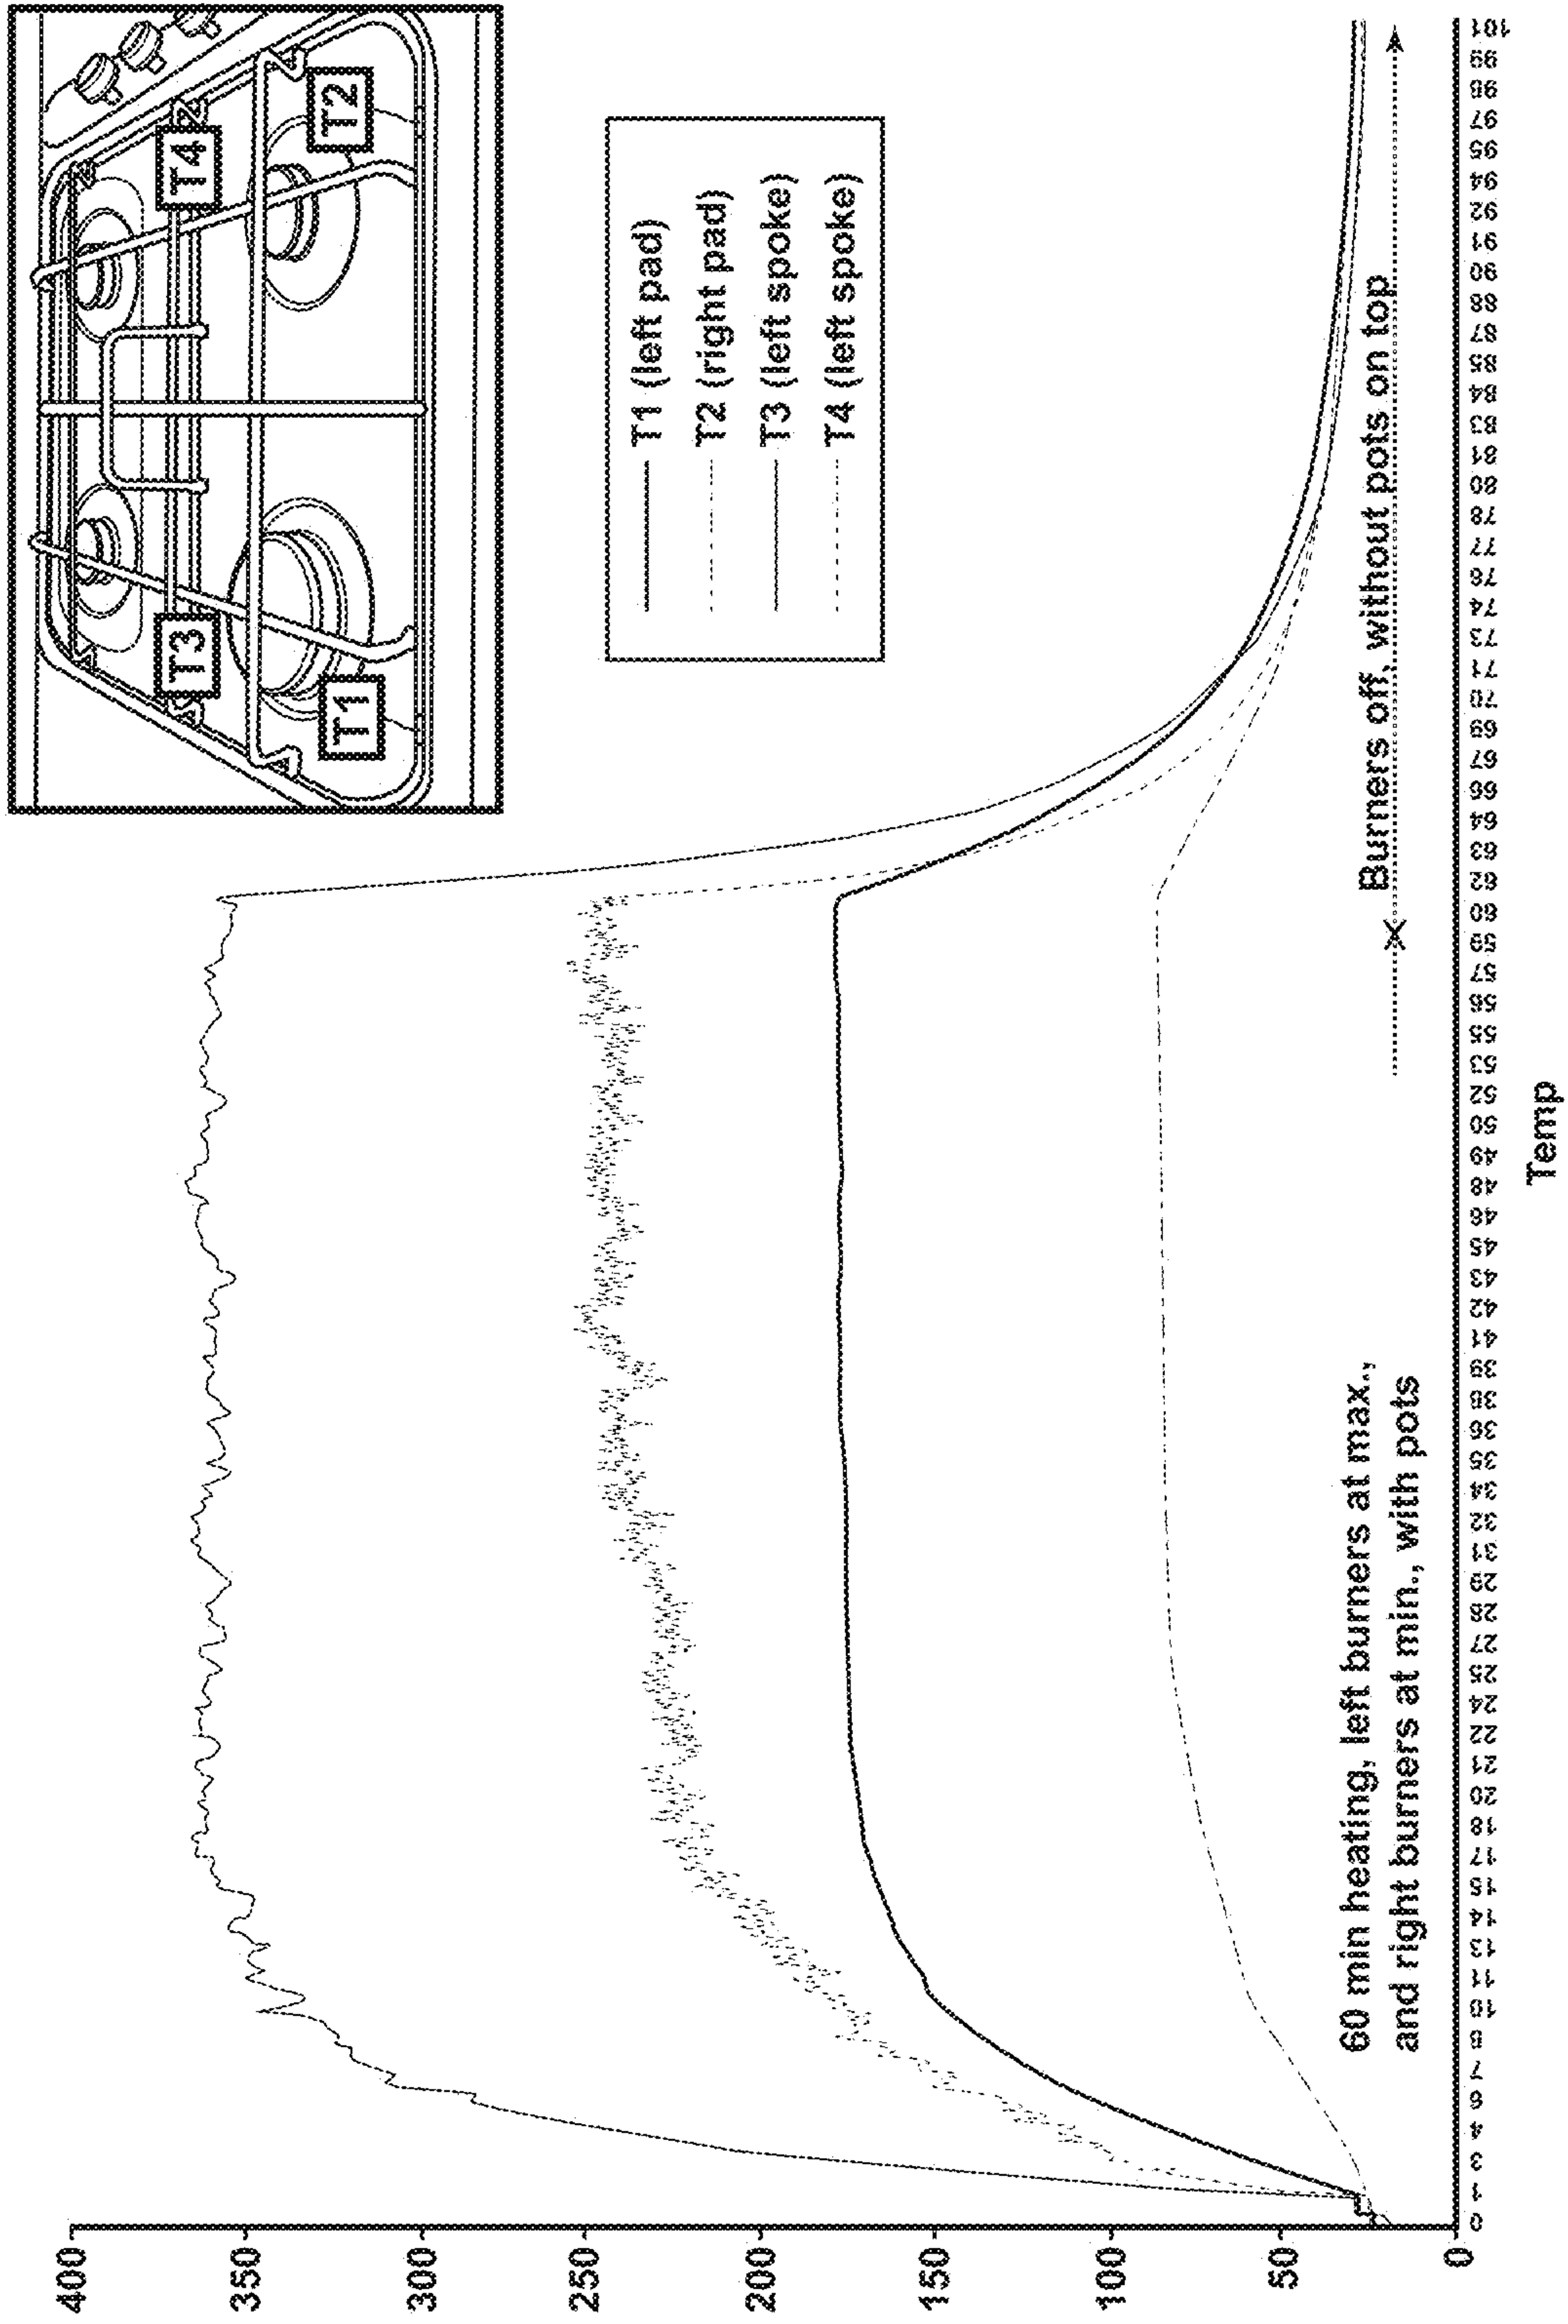 400
350
300
250
200
150
100
50
0
T3
T4
T1
T2
T1 (left pad)
T2 (right pad)
T3 (left spoke)
T4 (left spoke)
Burners off, without pots on top
60 min heating, left burners at max.,
and right burners at min., with pots
0 1 3 4 6 7 8 10 11 13 14 15 17 18 20 21 22 24 25 27 28 29 31 32 34 35 36 38 39 41 42 43 45 46 48 49 50 52 53 55 56 57 59 60 62 63 64 66 67 69 70 71 73 74 76 77 78 80 81 83 84 85 87 88 90 91 92 94 95 97 98 99 101
Temp